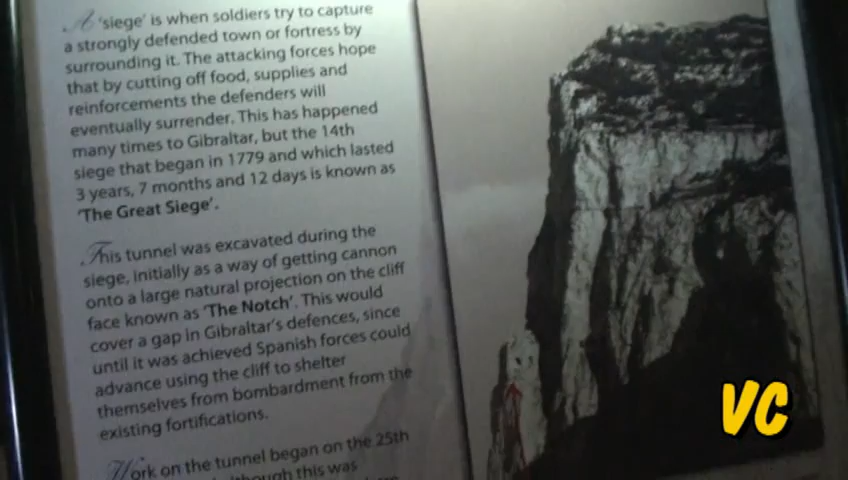 A 'siege' is when soldiers try to capture
a strongly defended town or fortress by
surrounding it. The attacking forces hope
that by cutting off food, supplies and
reinforcements the defenders will
eventually surrender. This has happened
many times to Gibraltar, but the 14th
siege that began in 1779 and which lasted
3 years, 7 months and 12 days is known as
'The Great Siege'.
This tunnel was excavated during the
siege, initially as a way of getting cannon
onto a large natural projection on the cliff
face known as 'The Notch'. This would
cover a gap in Gibraltar's defences, since
until it was achieved Spanish forces could
advance using the cliff to shelter
themselves from bombardment from the
existing fortifications.
Work on the tunnel began on the 25th
although this was
VC